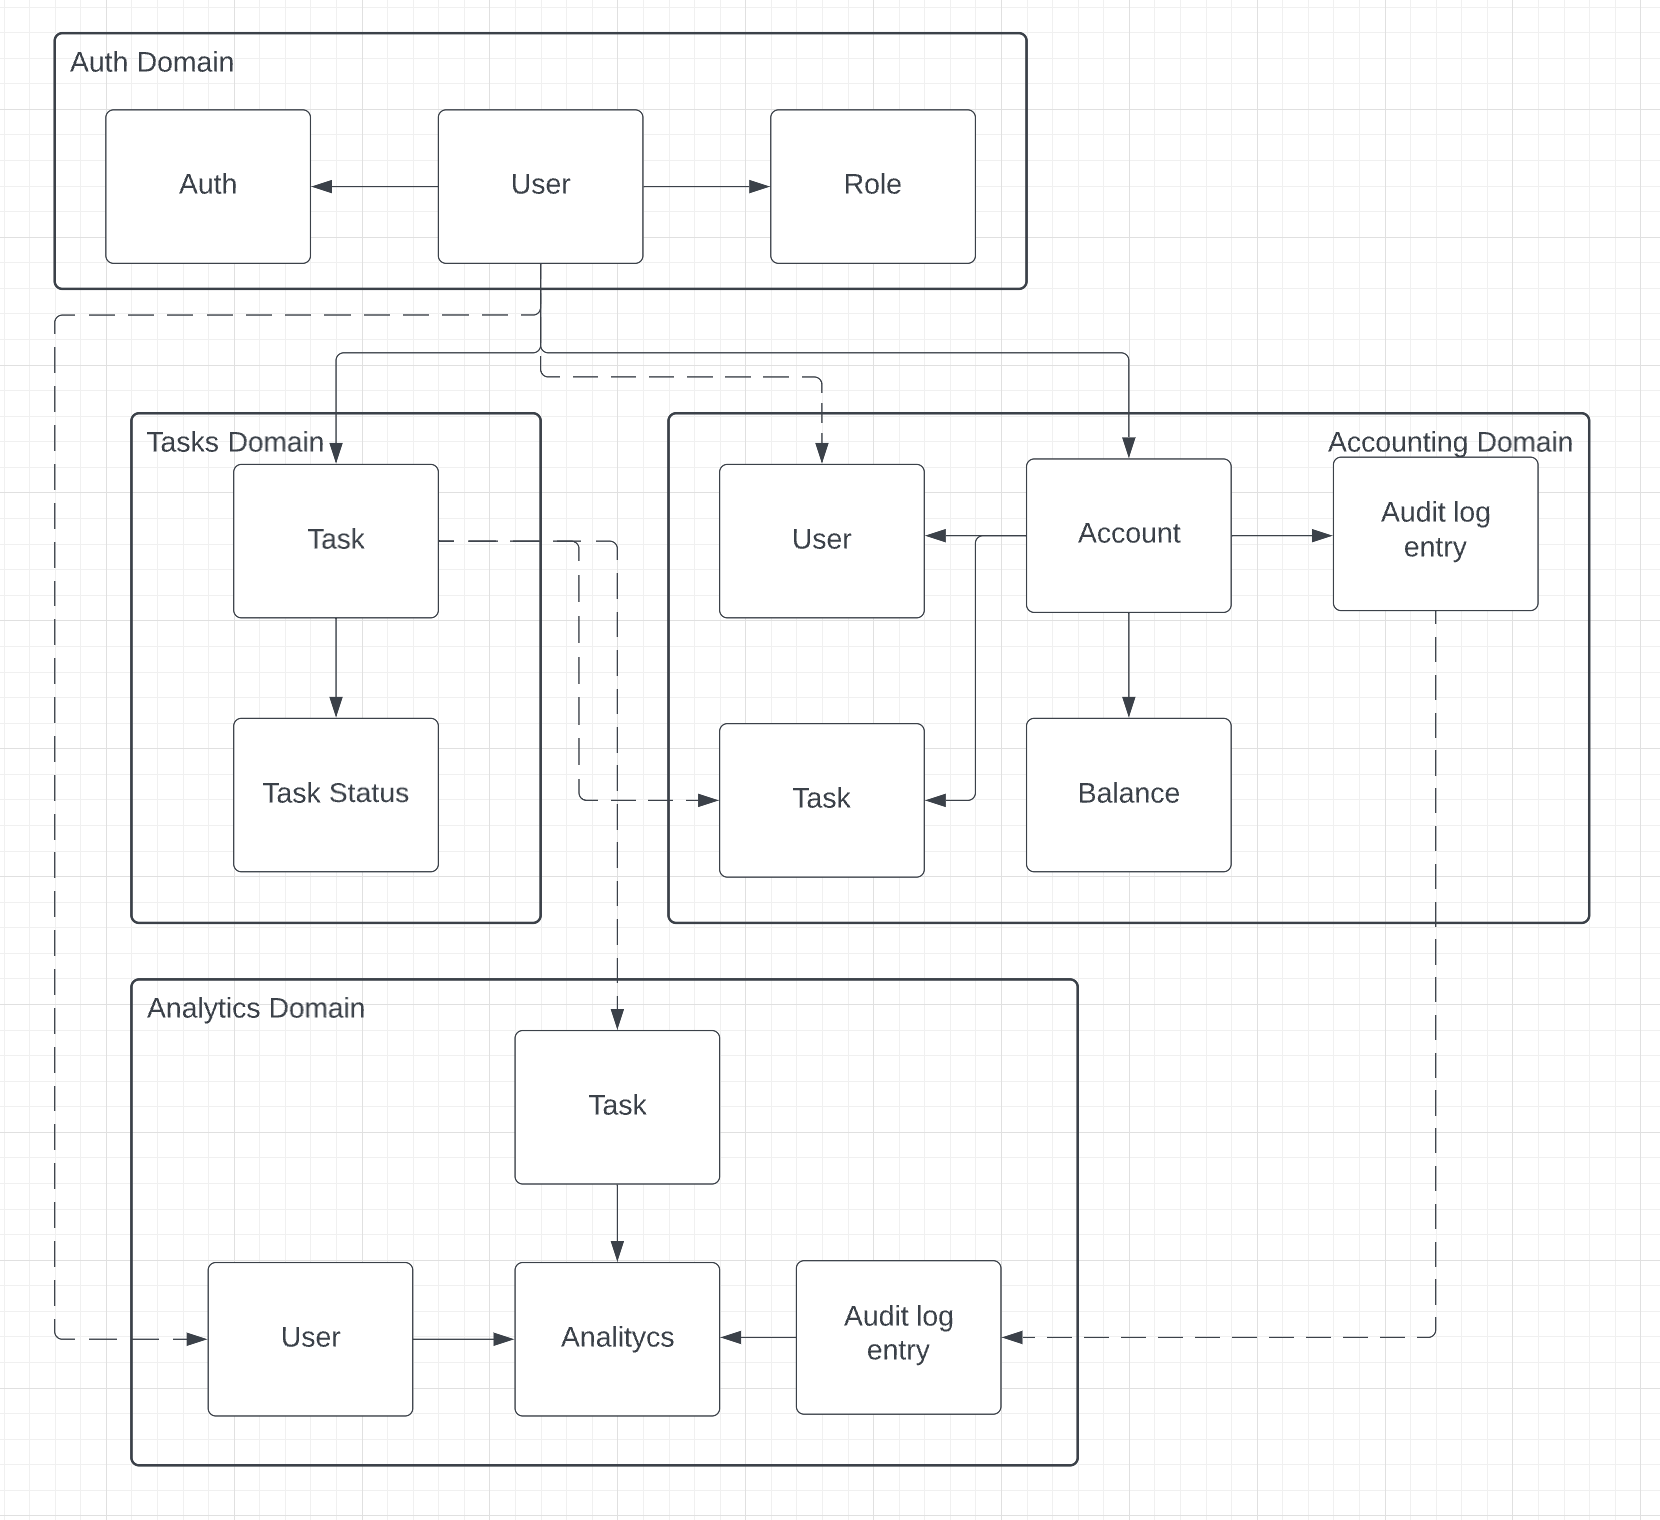 Auth Domain
Auth
User
Role
Tasks Domain
Task
Task Status
Accounting Domain
User
Account
Audit log
entry
Task
Balance
Analytics Domain
Task
User
Analitycs
Audit log
entry